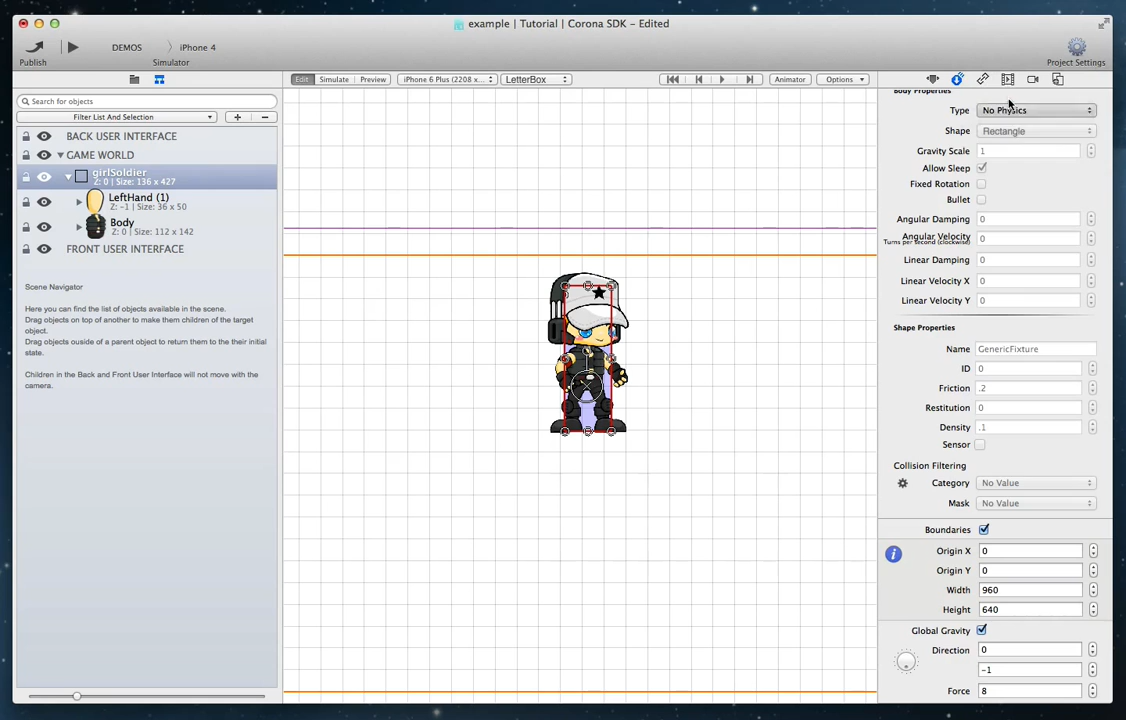 example | Tutorial | Corona SDK – Edited
Publish
DEMOS
iPhone 4
Simulator
Project Settings
Edit
Simulate
Preview
iPhone 6 Plus (2208 x...
LetterBox
Animator
Options
Search for objects
Filter List And Selection
BACK USER INTERFACE
GAME WORLD
girlSoldier
Z: 0 | Size: 136 x 427
LeftHand (1)
Z: -1 | Size: 36 x 50
Body
Z: 0 | Size: 112 x 142
FRONT USER INTERFACE
Scene Navigator
Here you can find the list of objects available in the scene.
Drag objects on top of another to make them children of the target
object.
Drag objects ouside of a parent object to return them to the their initial
state.
Children in the Back and Front User Interface will not move with the
camera.
Body Properties
Type No Physics
Shape Rectangle
Gravity Scale 1
Allow Sleep
Fixed Rotation
Bullet
Angular Damping 0
Angular Velocity 0
Turns per second (clockwise)
Linear Damping 0
Linear Velocity X 0
Linear Velocity Y 0
Shape Properties
Name GenericFixture
ID 0
Friction .2
Restitution 0
Density .1
Sensor
Collision Filtering
Category No Value
Mask No Value
Boundaries
Origin X 0
Origin Y 0
Width 960
Height 640
Global Gravity
Direction 0
-1
Force 8